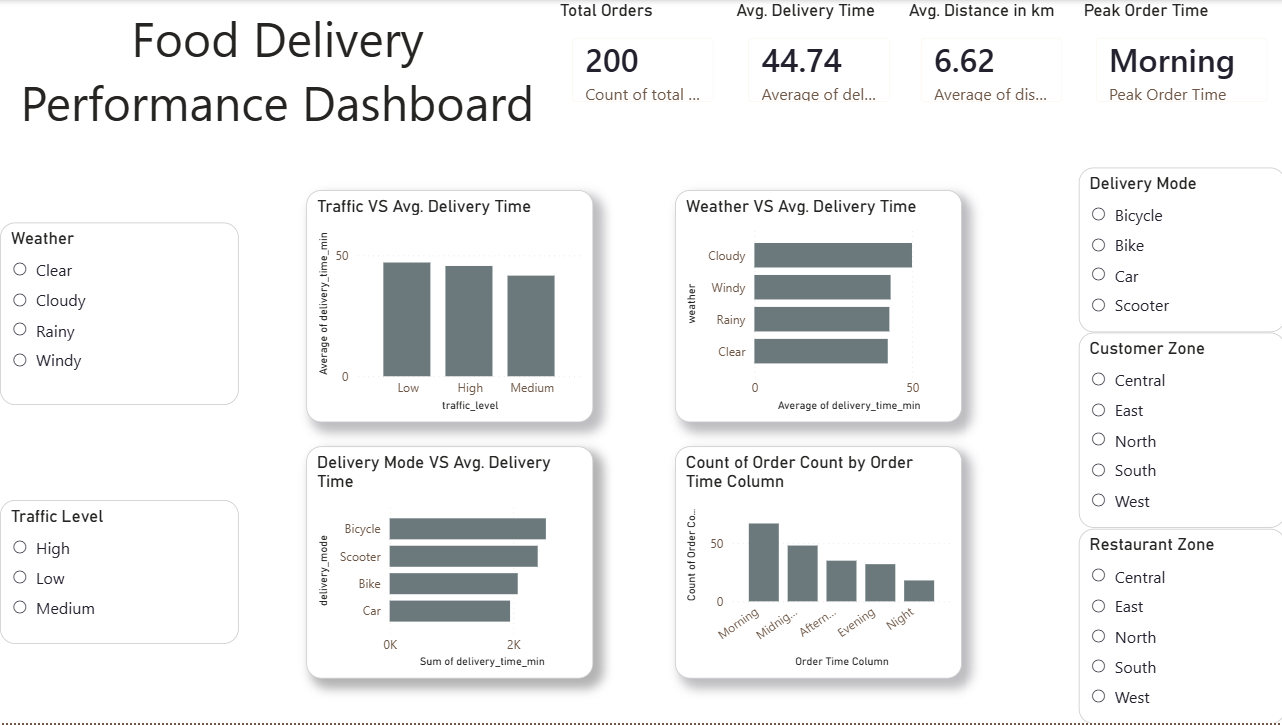 Food Delivery
Performance Dashboard
Total Orders
200
Count of total ...
Avg. Delivery Time
44.74
Average of del...
Avg. Distance in km
6.62
Average of dis...
Peak Order Time
Morning
Peak Order Time
Weather
Clear
Cloudy
Rainy
Windy
Traffic Level
High
Low
Medium
Traffic VS Avg. Delivery Time
Average of delivery_time_min
50
0
Low High Medium
traffic_level
Weather VS Avg. Delivery Time
weather
Cloudy
Windy
Rainy
Clear
0 50
Average of delivery_time_min
Delivery Mode VS Avg. Delivery
Time
delivery_mode
Bicycle
Scooter
Bike
Car
0K 2K
Sum of delivery_time_min
Count of Order Count by Order
Time Column
Count of Order Co...
50
0
Morning Midnig... Aftern... Evening Night
Order Time Column
Delivery Mode
Bicycle
Bike
Car
Scooter
Customer Zone
Central
East
North
South
West
Restaurant Zone
Central
East
North
South
West